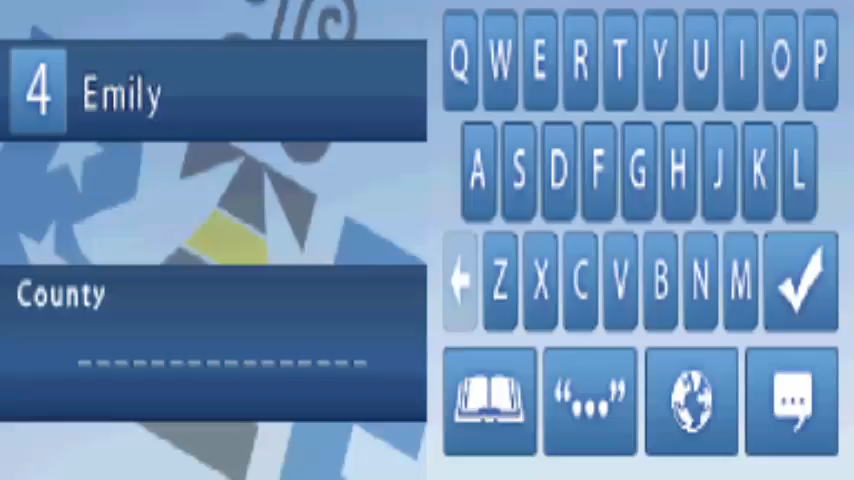 4 Emily
County
Q W E R T Y U I O P
A S D F G H J K L
Z X C V B N M
“...”